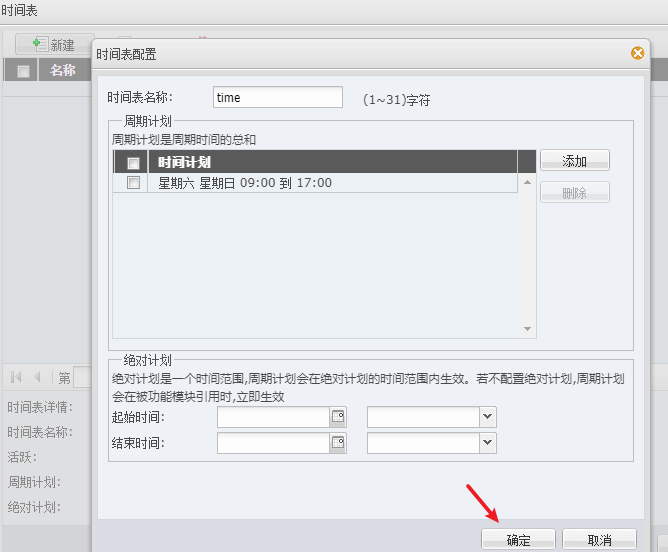 时间表
新建
名称
时间表配置
时间表名称: time (1~31)字符
周期计划
周期计划是周期时间的总和
时间计划
添加
星期六 星期日 09:00 到 17:00
删除
绝对计划
绝对计划是一个时间范围,周期计划会在绝对计划的时间范围内生效。若不配置绝对计划,周期计划
会在被功能模块引用时,立即生效
起始时间:
结束时间:
第
时间表详情:
时间表名称:
活跃:
周期计划:
绝对计划:
确定
取消